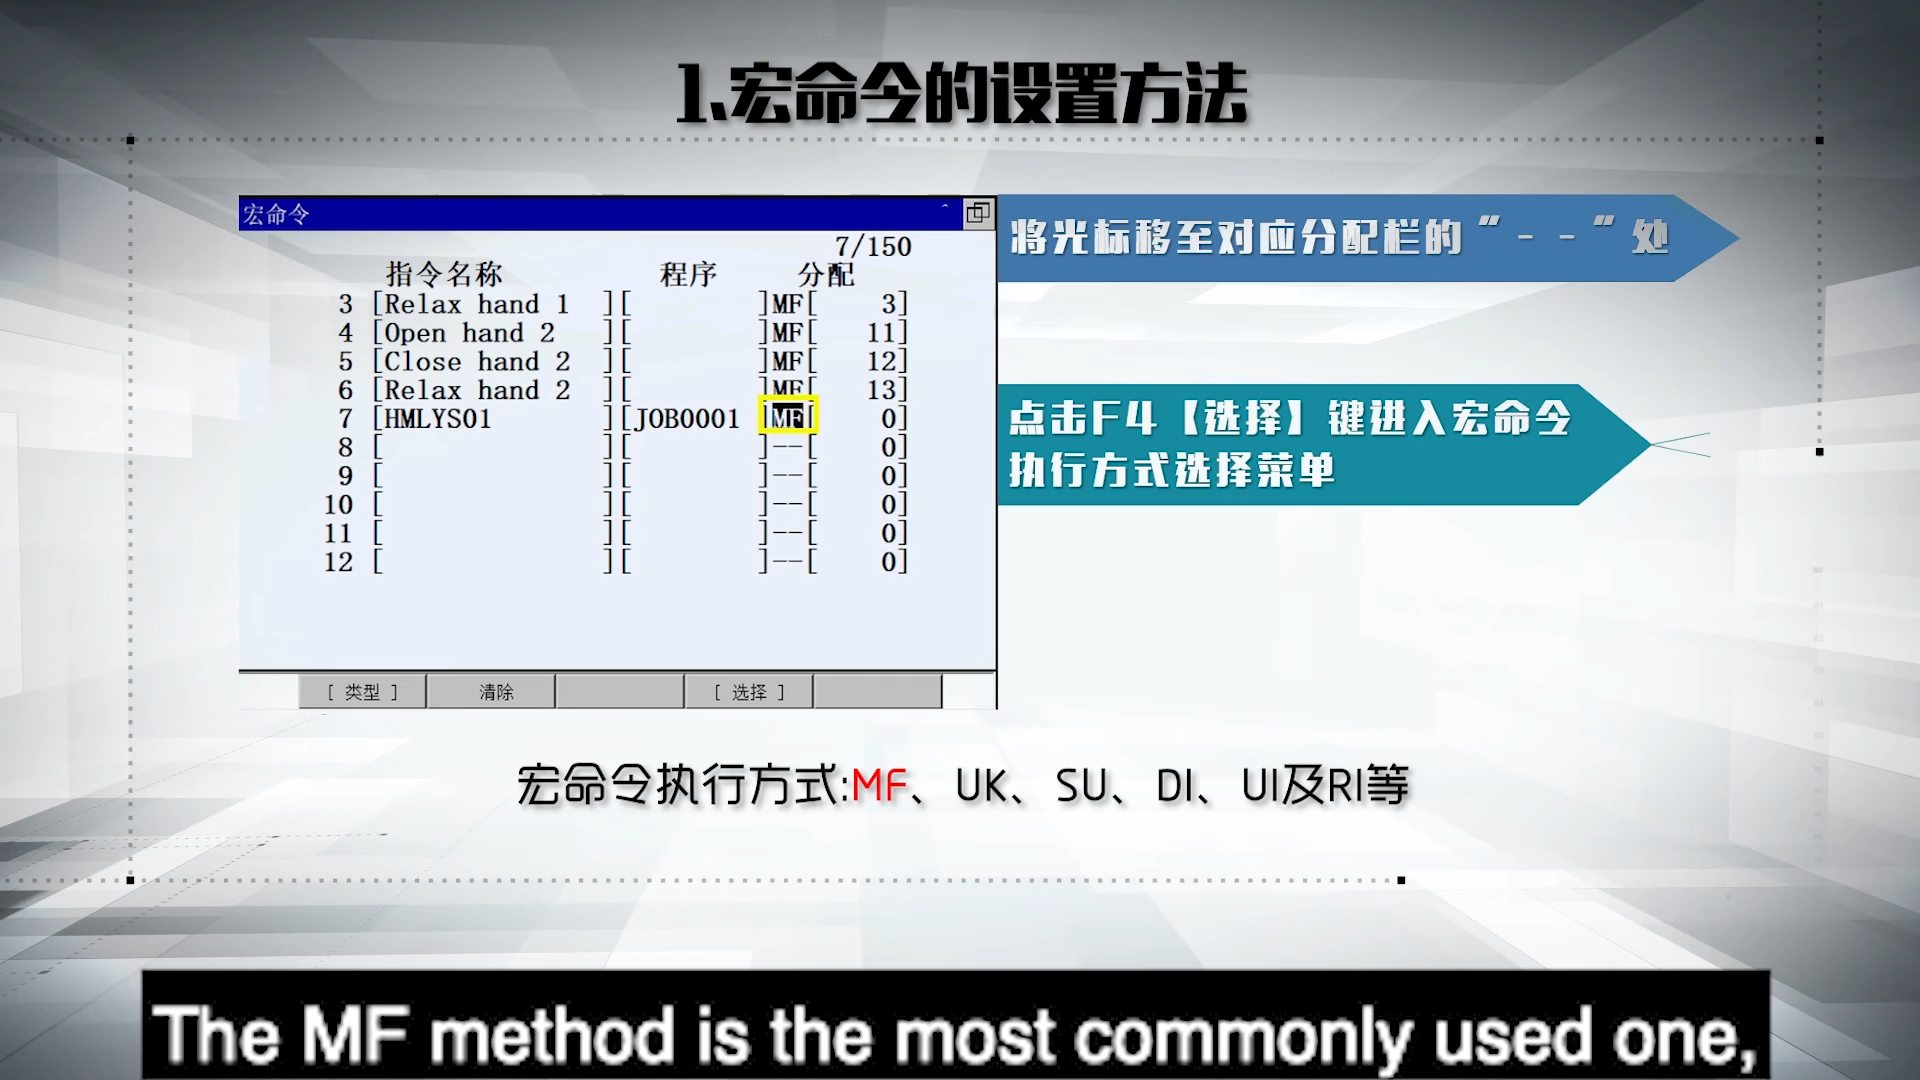 1.宏命令的设置方法
宏命令
7/150
指令名称 程序 分配
3 [Relax hand 1 ][ ]MF[ 3]
4 [Open hand 2 ][ ]MF[ 11]
5 [Close hand 2 ][ ]MF[ 12]
6 [Relax hand 2 ][ ]MF[ 13]
7 [HMLYS01 ][JOB0001 ]MF[ 0]
8 [ ][ ]--[ 0]
9 [ ][ ]--[ 0]
10 [ ][ ]--[ 0]
11 [ ][ ]--[ 0]
12 [ ][ ]--[ 0]
[ 类型 ] 清除 [ 选择 ]
将光标移至对应分配栏的"--"处
点击F4【选择】键进入宏命令
执行方式选择菜单
宏命令执行方式:MF、UK、SU、DI、UI及RI等
The MF method is the most commonly used one,